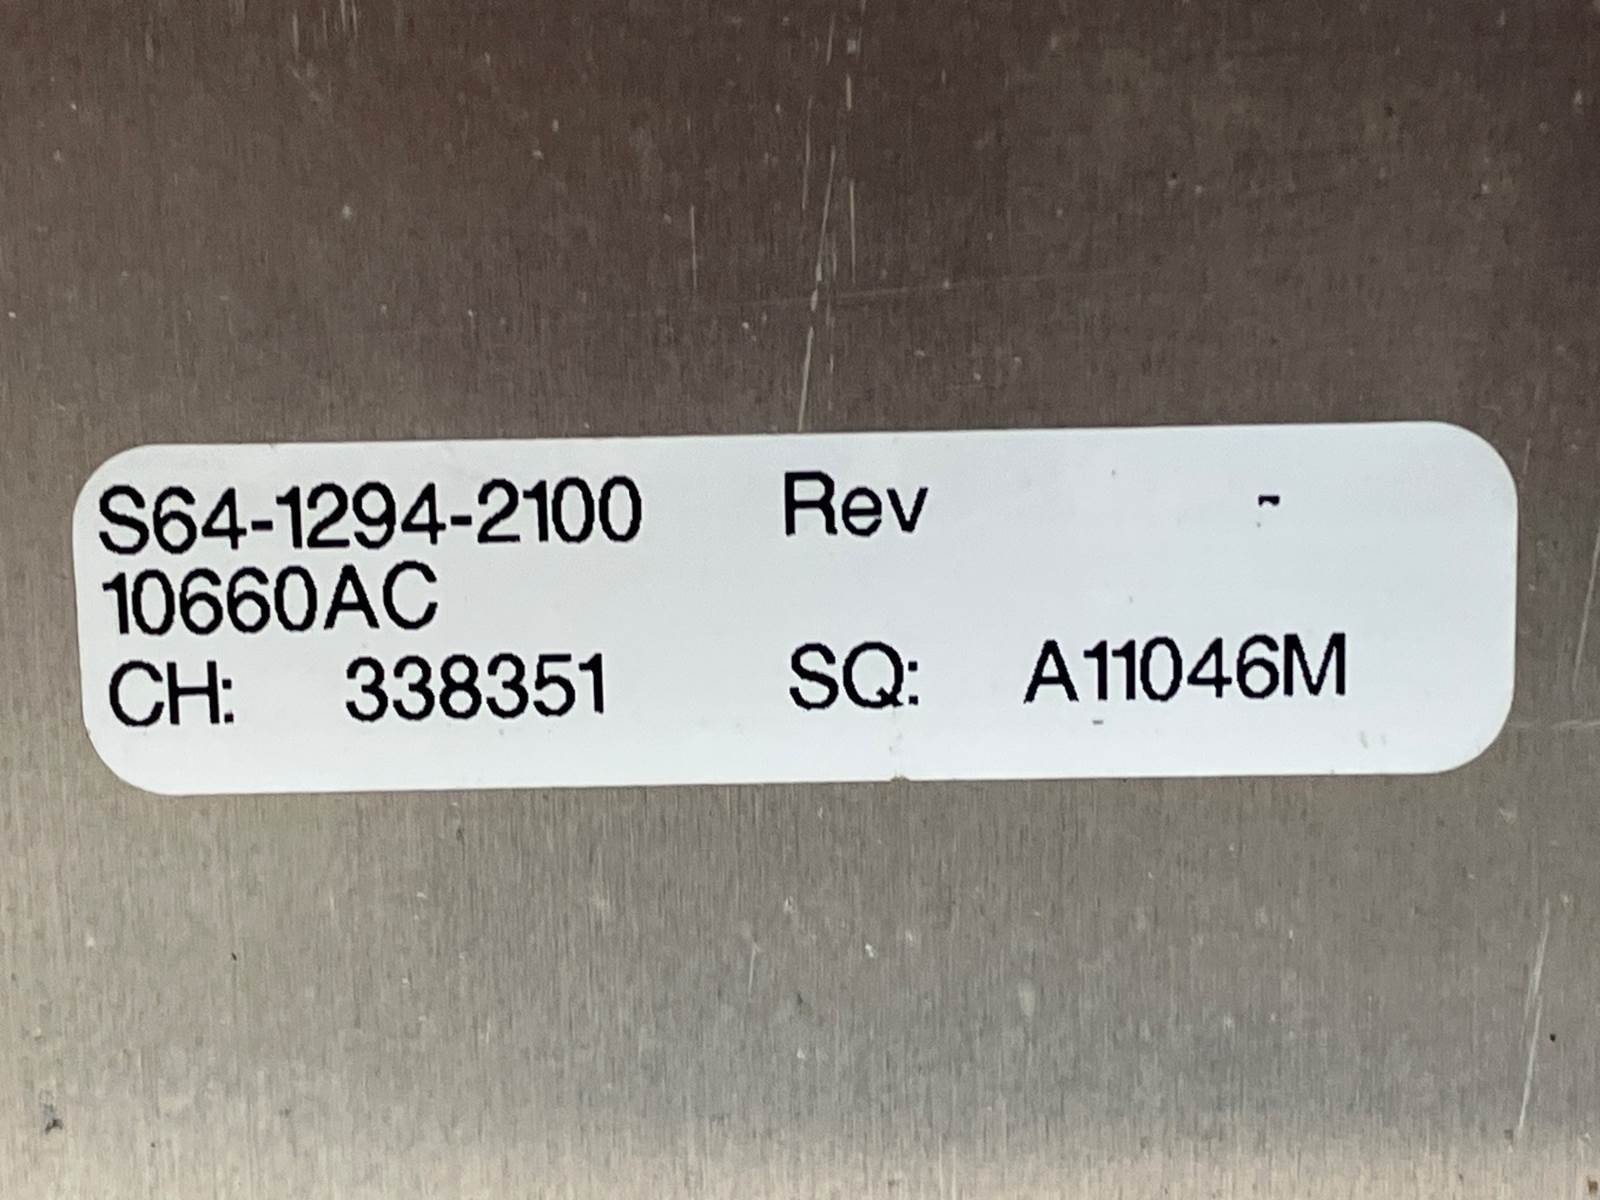 S64-1294-2100 Rev -
10660AC
CH: 338351 SQ: A11046M